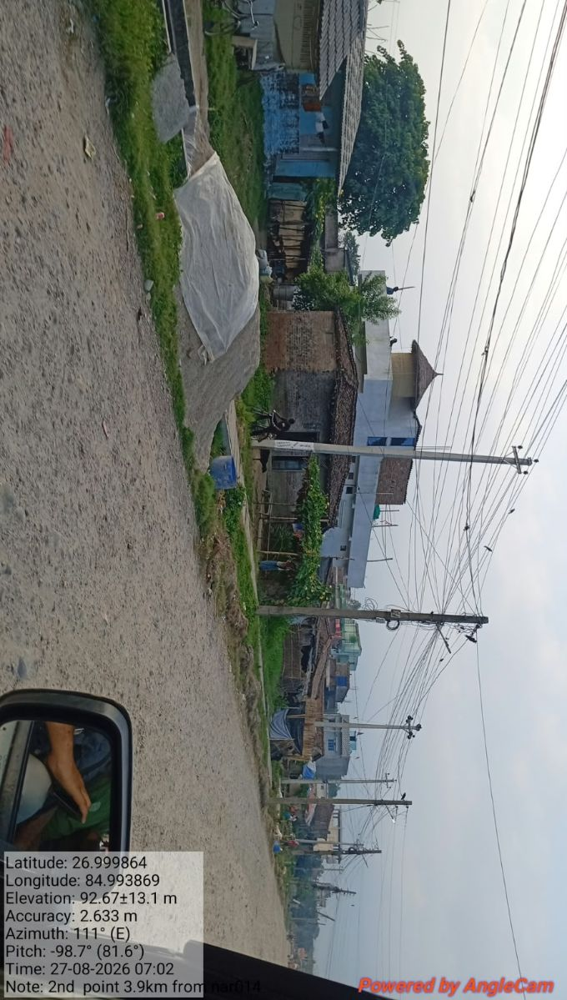 Latitude: 26.999864
Longitude: 84.993869
Elevation: 92.67±13.1 m
Accuracy: 2.633 m
Azimuth: 111° (E)
Pitch: -98.7° (81.6°)
Time: 27-08-2026 07:02
Note: 2nd point 3.9km from nar014
Powered by AngleCam